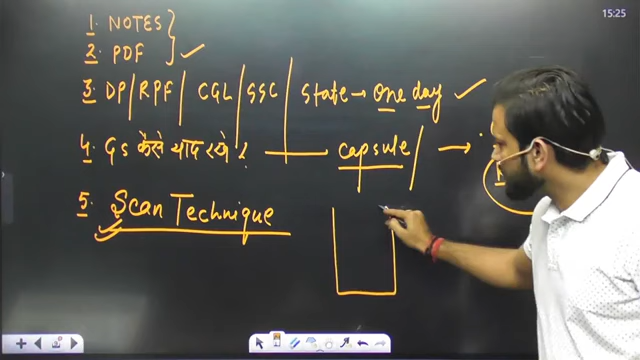 15:25
1. NOTES
2. PDF
3. DP/RPF/ CGL/SSC/ State → One day
4. GS कैसे याद रखे ? — capsule/ →
5. Scan Technique